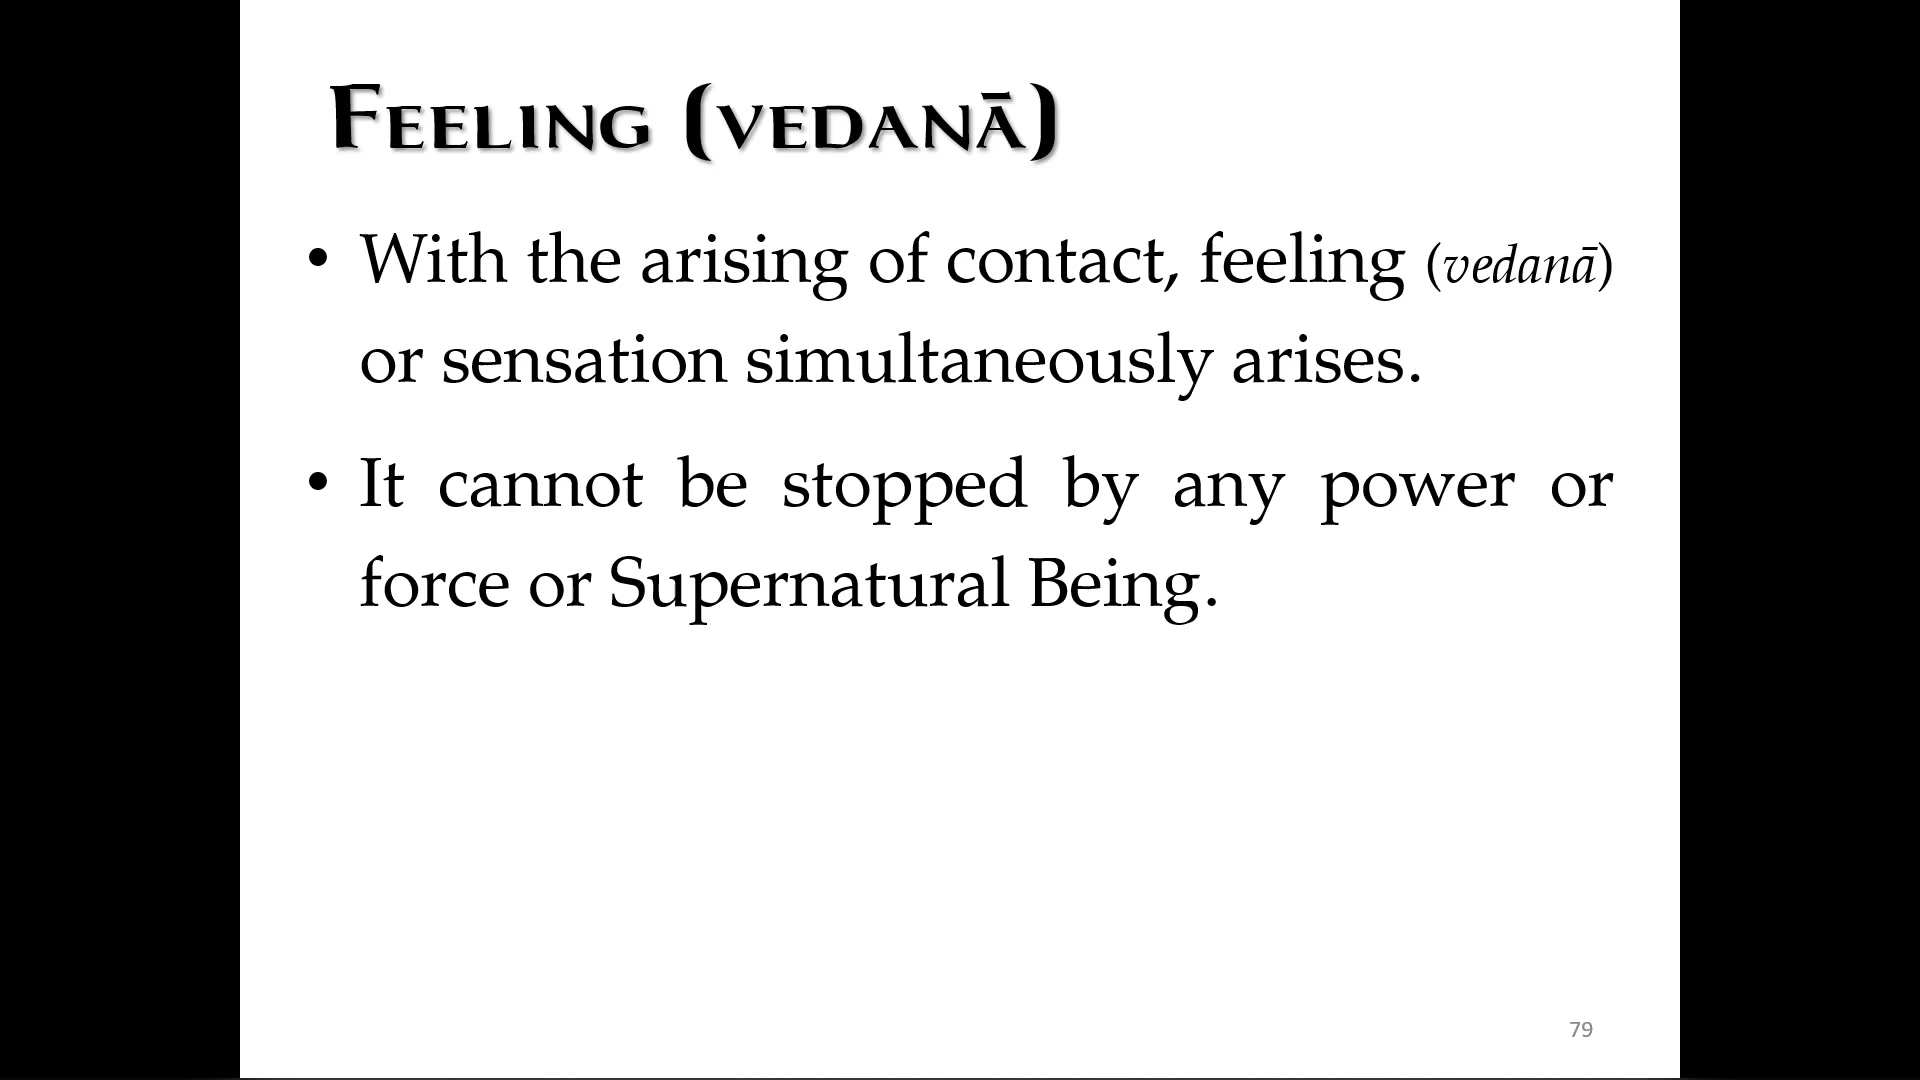 Feeling (vedanā)
• With the arising of contact, feeling (vedanā)
or sensation simultaneously arises.
• It cannot be stopped by any power or
force or Supernatural Being.
79